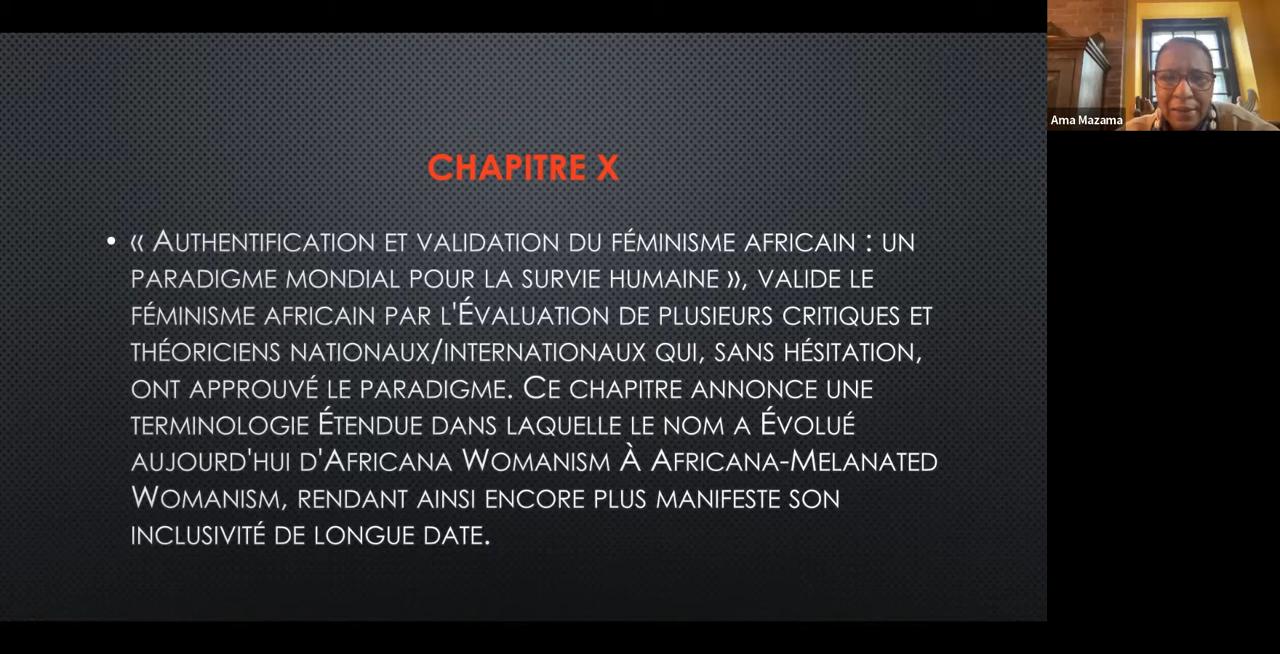 CHAPITRE X
• « AUTHENTIFICATION ET VALIDATION DU FÉMINISME AFRICAIN : UN
PARADIGME MONDIAL POUR LA SURVIE HUMAINE », VALIDE LE
FÉMINISME AFRICAIN PAR L'ÉVALUATION DE PLUSIEURS CRITIQUES ET
THÉORICIENS NATIONAUX/INTERNATIONAUX QUI, SANS HÉSITATION,
ONT APPROUVÉ LE PARADIGME. CE CHAPITRE ANNONCE UNE
TERMINOLOGIE ÉTENDUE DANS LAQUELLE LE NOM A ÉVOLUÉ
AUJOURD'HUI D'AFRICANA WOMANISM À AFRICANA-MELANATED
WOMANISM, RENDANT AINSI ENCORE PLUS MANIFESTE SON
INCLUSIVITÉ DE LONGUE DATE.
Ama Mazama